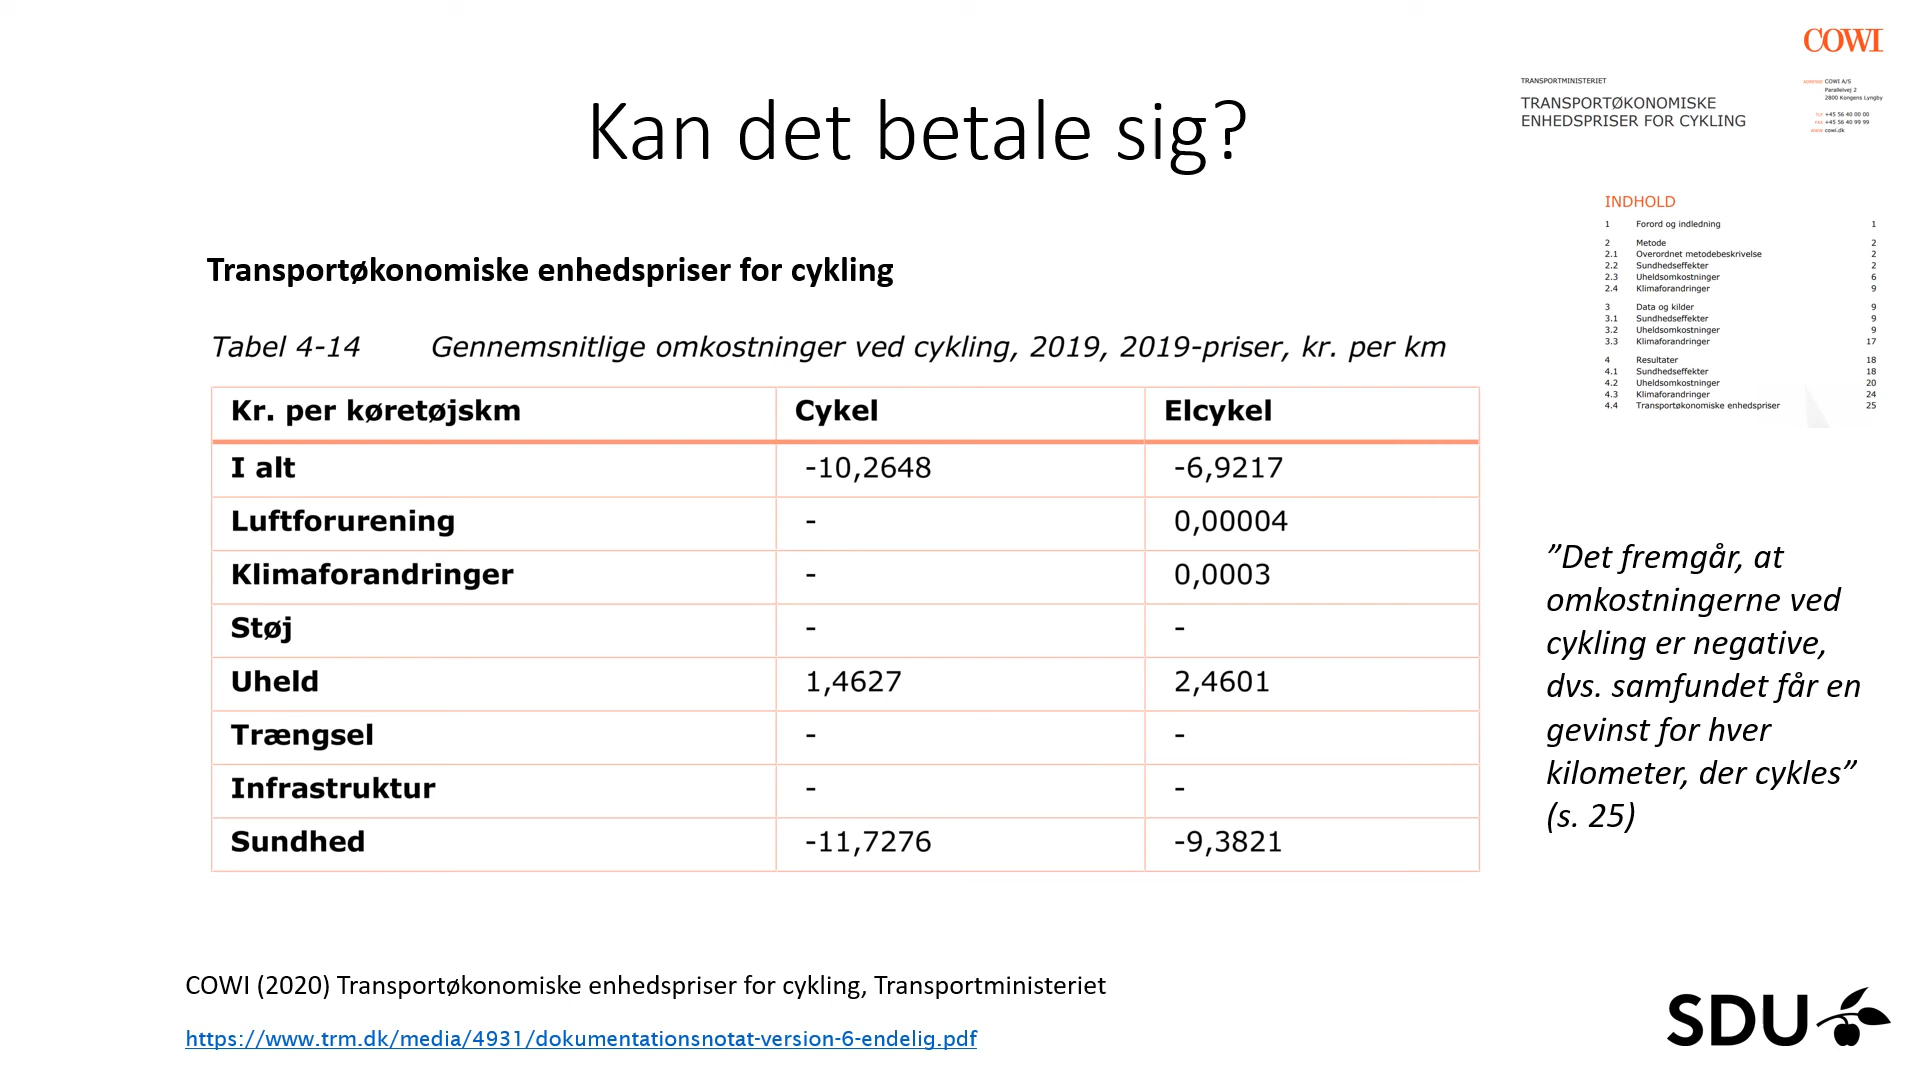 COWI
TRANSPORTMINISTERIET
TRANSPORTØKONOMISKE
ENHEDSPRISER FOR CYKLING
ADRESSE COWI A/S
Parallelvej 2
2800 Kongens Lyngby
TLF +45 56 40 00 00
FAX +45 56 40 99 99
WWW cowi.dk
Kan det betale sig?
INDHOLD
1 Forord og indledning 1
2 Metode 2
2.1 Overordnet metodebeskrivelse 2
2.2 Sundhedseffekter 2
2.3 Uheldsomkostninger 6
2.4 Klimaforandringer 9
3 Data og kilder 9
3.1 Sundhedseffekter 9
3.2 Uheldsomkostninger 9
3.3 Klimaforandringer 17
4 Resultater 18
4.1 Sundhedseffekter 18
4.2 Uheldsomkostninger 20
4.3 Klimaforandringer 24
4.4 Transportøkonomiske enhedspriser 25
Transportøkonomiske enhedspriser for cykling
Tabel 4-14 Gennemsnitlige omkostninger ved cykling, 2019, 2019-priser, kr. per km
Kr. per køretøjskm Cykel Elcykel
I alt -10,2648 -6,9217
Luftforurening - 0,00004
Klimaforandringer - 0,0003
Støj - -
Uheld 1,4627 2,4601
Trængsel - -
Infrastruktur - -
Sundhed -11,7276 -9,3821
”Det fremgår, at
omkostningerne ved
cykling er negative,
dvs. samfundet får en
gevinst for hver
kilometer, der cykles”
(s. 25)
COWI (2020) Transportøkonomiske enhedspriser for cykling, Transportministeriet
https://www.trm.dk/media/4931/dokumentationsnotat-version-6-endelig.pdf
SDU